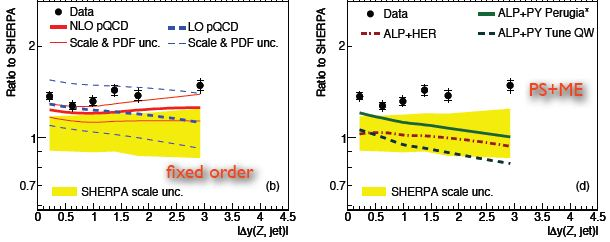 Ratio to SHERPA
2
1
0.7
Data
NLO pQCD
Scale & PDF unc.
LO pQCD
Scale & PDF unc.
fixed order
SHERPA scale unc.
(b)
0 0.5 1 1.5 2 2.5 3 3.5 4 4.5
|Δy(Z, jet)|
Ratio to SHERPA
2
1
0.7
Data
ALP+HER
ALP+PY Perugia*
ALP+PY Tune QW
PS+ME
SHERPA scale unc.
(d)
0 0.5 1 1.5 2 2.5 3 3.5 4 4.5
|Δy(Z, jet)|